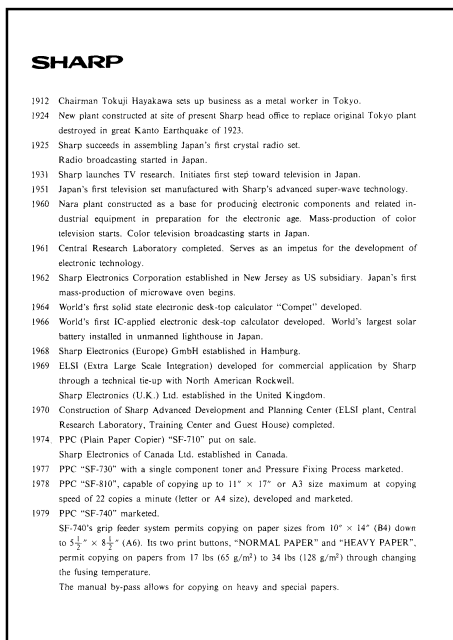 SHARP
1912 Chairman Tokuji Hayakawa sets up business as a metal worker in Tokyo.
1924 New plant constructed at site of present Sharp head office to replace original Tokyo plant
destroyed in great Kanto Earthquake of 1923.
1925 Sharp succeeds in assembling Japan's first crystal radio set.
Radio broadcasting started in Japan.
1931 Sharp launches TV research. Initiates first step toward television in Japan.
1951 Japan's first television set manufactured with Sharp's advanced super-wave technology.
1960 Nara plant constructed as a base for producing electronic components and related in-
dustrial equipment in preparation for the electronic age. Mass-production of color
television starts. Color television broadcasting starts in Japan.
1961 Central Research Laboratory completed. Serves as an impetus for the development of
electronic technology.
1962 Sharp Electronics Corporation established in New Jersey as US subsidiary. Japan's first
mass-production of microwave oven begins.
1964 World's first solid state electronic desk-top calculator "Compet" developed.
1966 World's first IC-applied electronic desk-top calculator developed. World's largest solar
battery installed in unmanned lighthouse in Japan.
1968 Sharp Electronics (Europe) GmbH established in Hamburg.
1969 ELSI (Extra Large Scale Integration) developed for commercial application by Sharp
through a technical tie-up with North American Rockwell.
Sharp Electronics (U.K.) Ltd. established in the United Kingdom.
1970 Construction of Sharp Advanced Development and Planning Center (ELSI plant, Central
Research Laboratory, Training Center and Guest House) completed.
1974 PPC (Plain Paper Copier) "SF-710" put on sale.
Sharp Electronics of Canada Ltd. established in Canada.
1977 PPC "SF-730" with a single component toner and Pressure Fixing Process marketed.
1978 PPC "SF-810", capable of copying up to 11″ × 17″ or A3 size maximum at copying
speed of 22 copies a minute (letter or A4 size), developed and marketed.
1979 PPC "SF-740" marketed.
SF-740's grip feeder system permits copying on paper sizes from 10″ × 14″ (B4) down
to 5½″ × 8½″ (A6). Its two print buttons, "NORMAL PAPER" and "HEAVY PAPER",
permit copying on papers from 17 lbs (65 g/m²) to 34 lbs (128 g/m²) through changing
the fusing temperature.
The manual by-pass allows for copying on heavy and special papers.